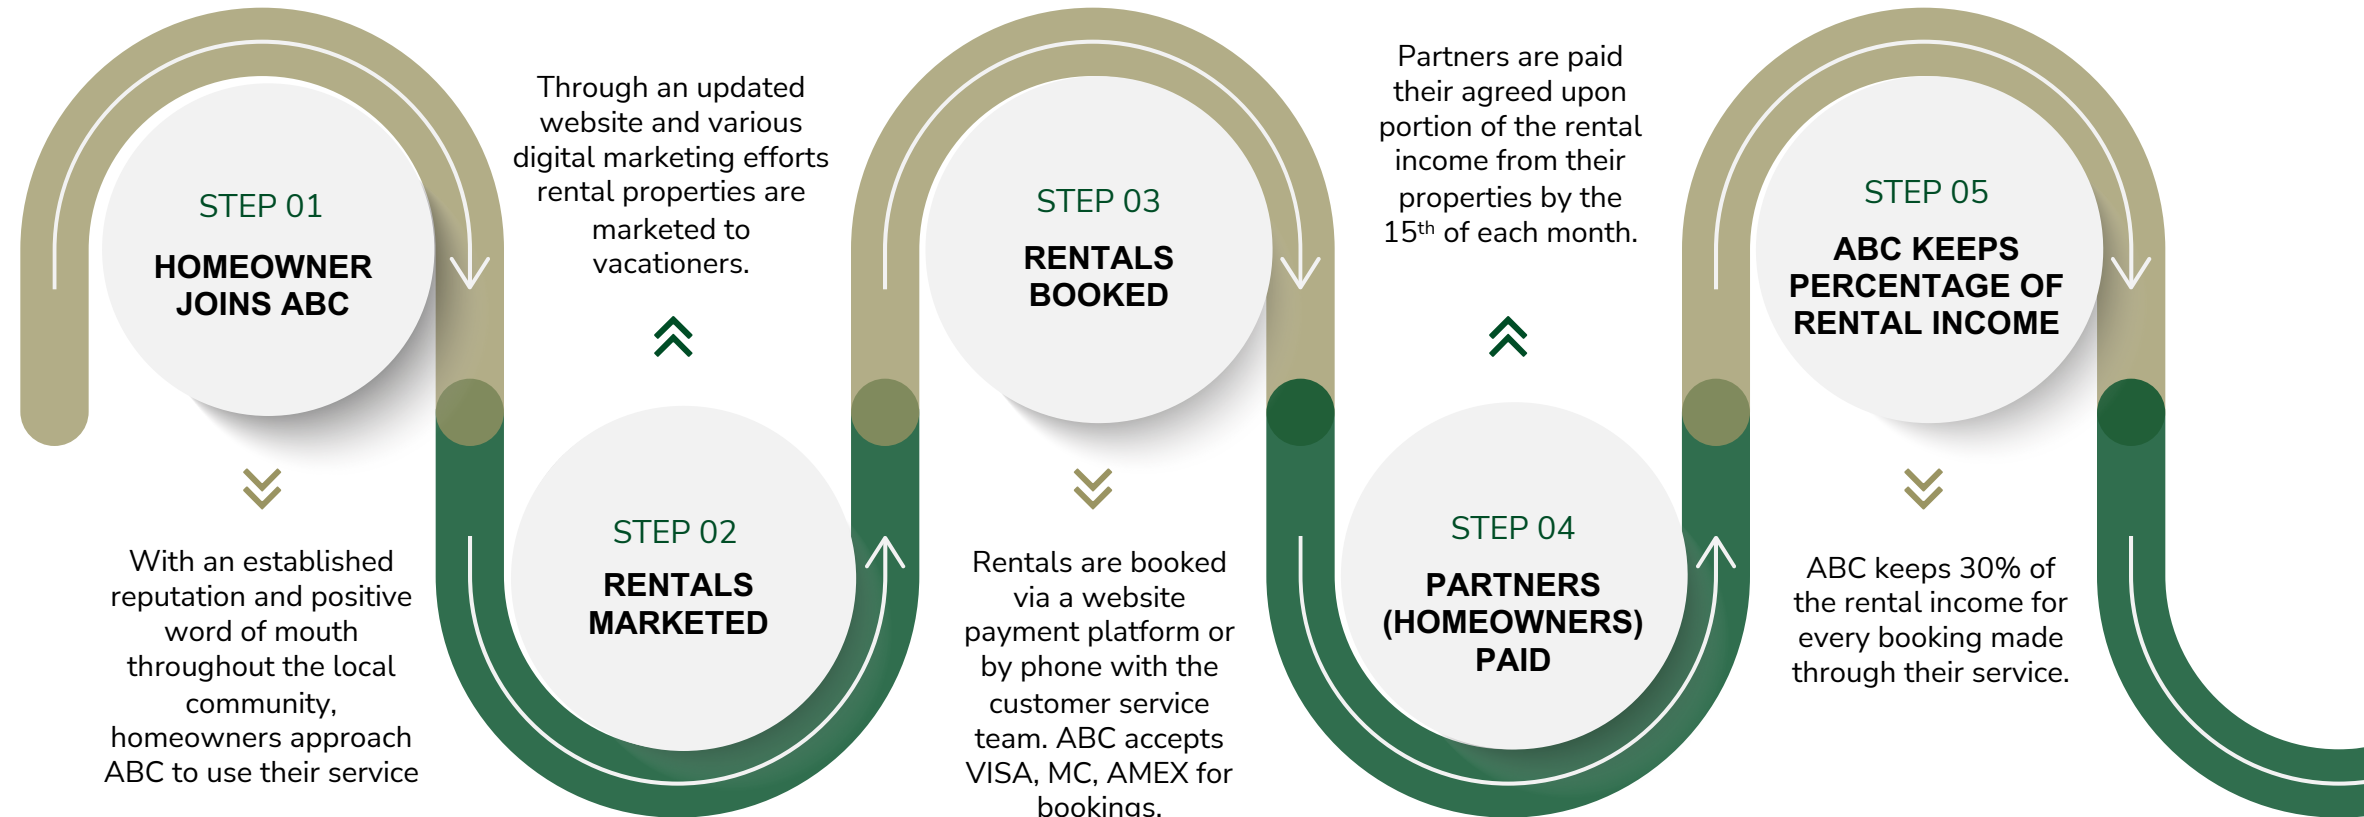 STEP 01
HOMEOWNER
JOINS ABC
With an established
reputation and positive
word of mouth
throughout the local
community,
homeowners approach
ABC to use their service
Through an updated
website and various
digital marketing efforts
rental properties are
marketed to
vacationers.
STEP 02
RENTALS
MARKETED
STEP 03
RENTALS
BOOKED
Rentals are booked
via a website
payment platform or
by phone with the
customer service
team. ABC accepts
VISA, MC, AMEX for
bookings.
Partners are paid
their agreed upon
portion of the rental
income from their
properties by the
15th of each month.
STEP 04
PARTNERS
(HOMEOWNERS)
PAID
STEP 05
ABC KEEPS
PERCENTAGE OF
RENTAL INCOME
ABC keeps 30% of
the rental income for
every booking made
through their service.